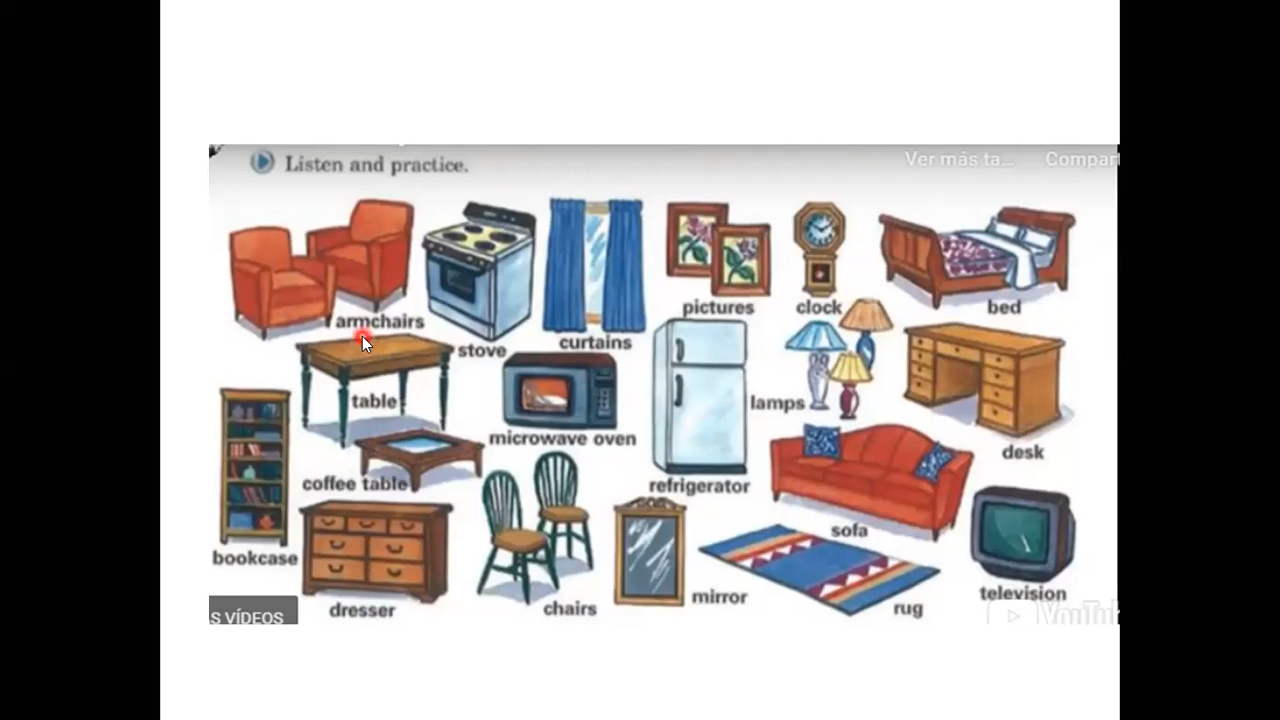 Listen and practice.
Ver más ta...
Compart
armchairs
stove
curtains
pictures
clock
bed
table
microwave oven
lamps
desk
coffee table
refrigerator
sofa
bookcase
dresser
chairs
mirror
rug
television
S VÍDEOS
YouTub